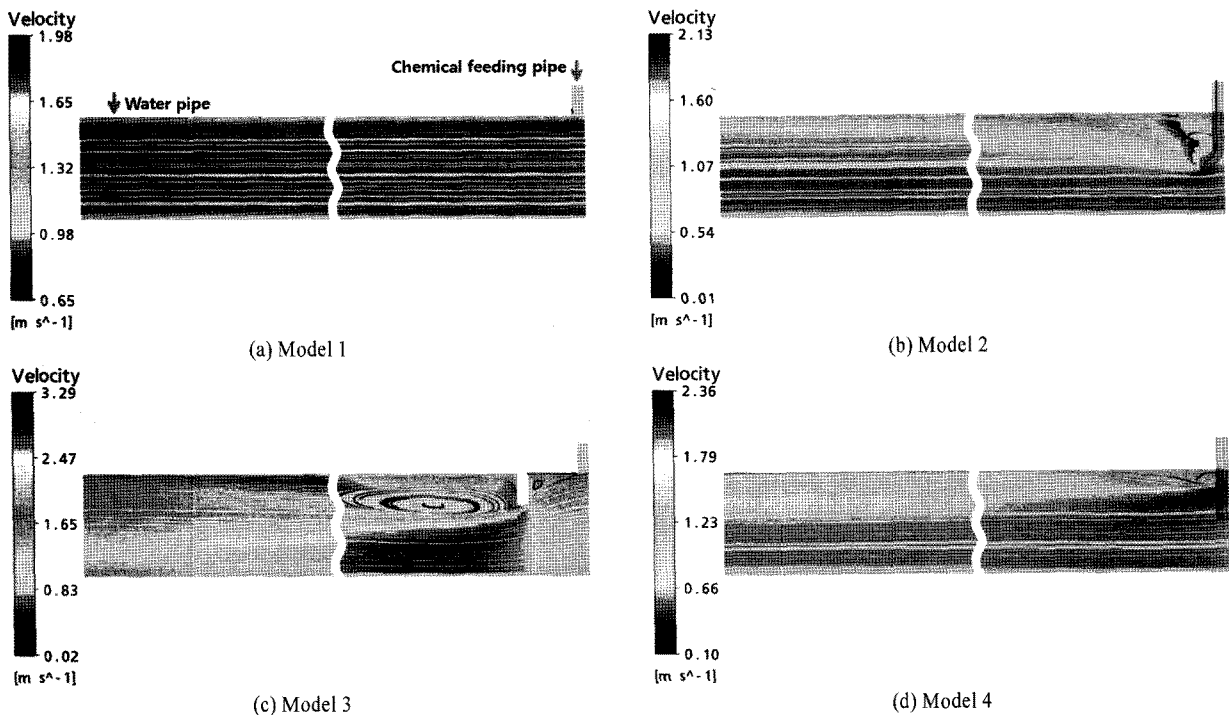 Velocity
1.98
1.65
1.32
0.98
0.65
[m s^-1]
Water pipe
Chemical feeding pipe
(a) Model 1
Velocity
2.13
1.60
1.07
0.54
0.01
[m s^-1]
(b) Model 2
Velocity
3.29
2.47
1.65
0.83
0.02
[m s^-1]
(c) Model 3
Velocity
2.36
1.79
1.23
0.66
0.10
[m s^-1]
(d) Model 4